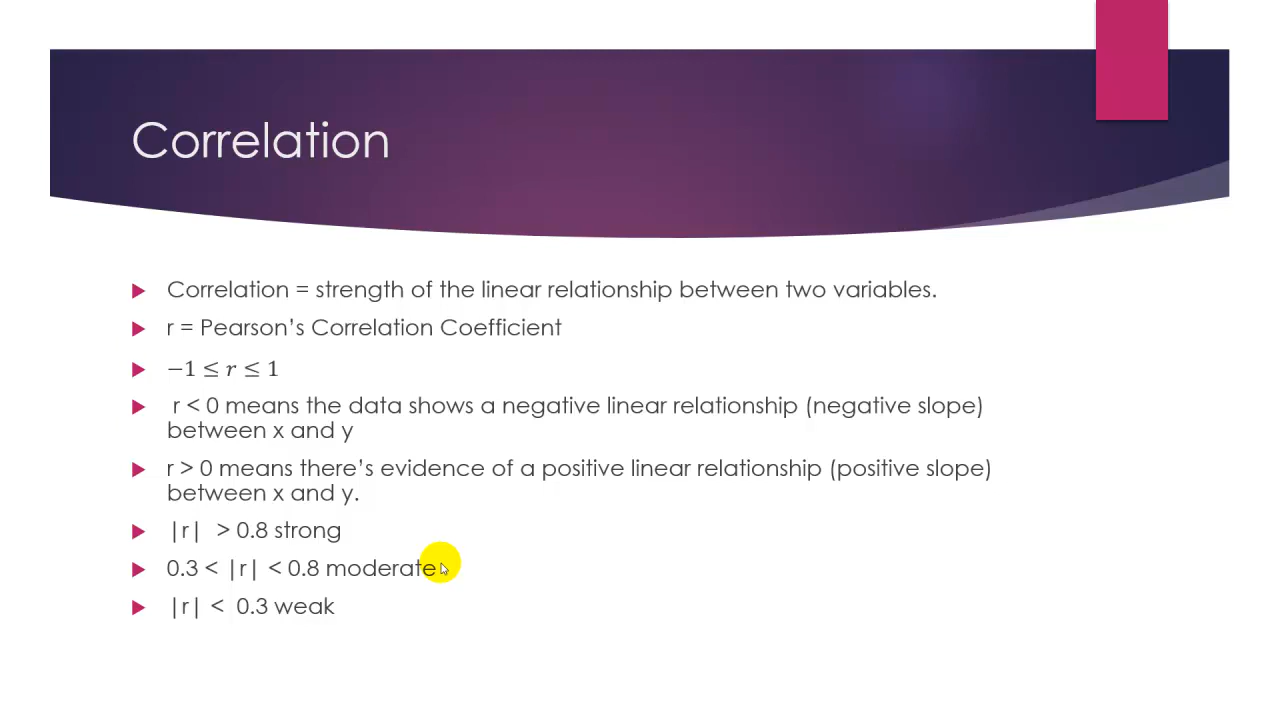 Correlation
Correlation = strength of the linear relationship between two variables.
r = Pearson’s Correlation Coefficient
−1 ≤ r ≤ 1
r < 0 means the data shows a negative linear relationship (negative slope)
between x and y
r > 0 means there’s evidence of a positive linear relationship (positive slope)
between x and y.
|r| > 0.8 strong
0.3 < |r| < 0.8 moderate
|r| < 0.3 weak